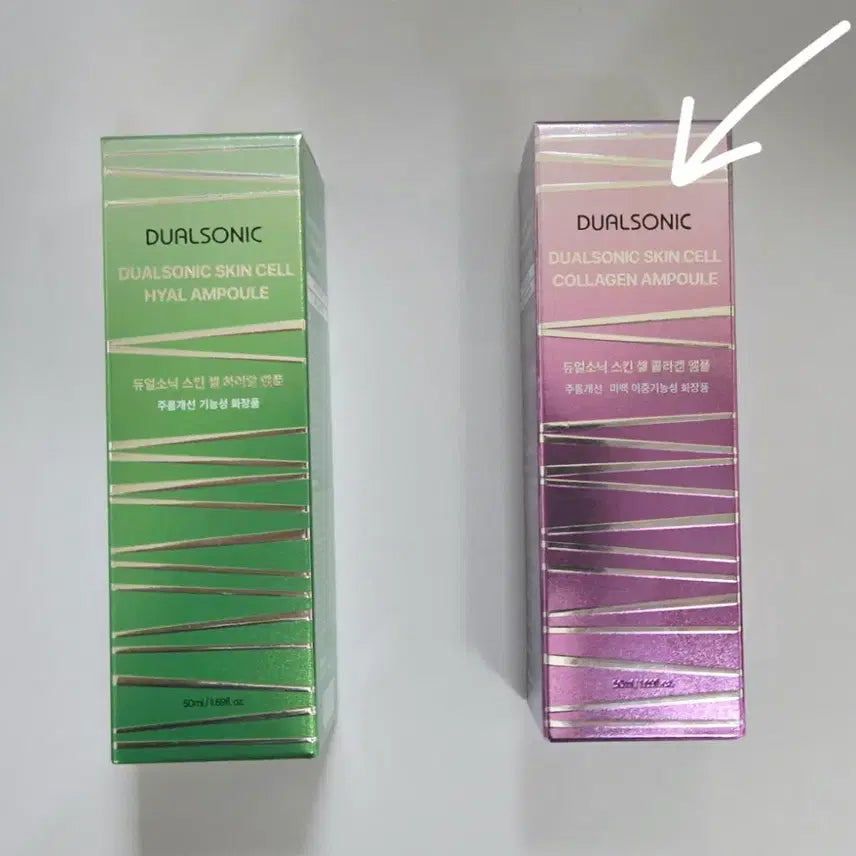 DUALSONIC
DUALSONIC SKIN CELL
HYAL AMPOULE
듀얼소닉 스킨 셀 히이알 앰플
주름개선 기능성 화장품
50ml / 1.69fl. oz.
DUALSONIC
DUALSONIC SKIN CELL
COLLAGEN AMPOULE
듀얼소닉 스킨 셀 콜라겐 앰플
주름개선 미백 이중기능성 화장품
50ml / 1.69fl. oz.